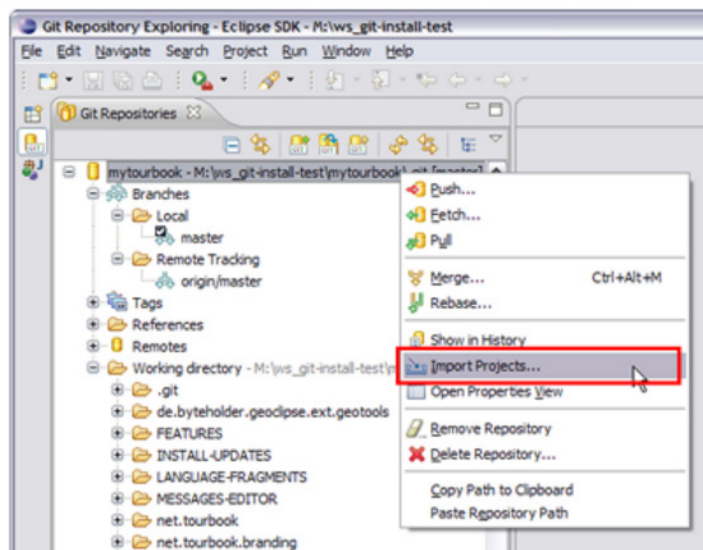 Git Repository Exploring - Eclipse SDK - M:\ws_git-install-test
File Edit Navigate Search Project Run Window Help
Git Repositories
mytourbook - M:\ws_git-install-test\mytourbook\.git [master]
Branches
Local
master
Remote Tracking
origin/master
Tags
References
Remotes
Working directory - M:\ws_git-install-test\m
.git
de.byteholder.geoclipse.ext.geotools
FEATURES
INSTALL-UPDATES
LANGUAGE-FRAGMENTS
MESSAGES-EDITOR
net.tourbook
net.tourbook.branding
Push...
Fetch...
Pull
Merge... Ctrl+Alt+M
Rebase...
Show in History
Import Projects...
Open Properties View
Remove Repository
Delete Repository...
Copy Path to Clipboard
Paste Repository Path